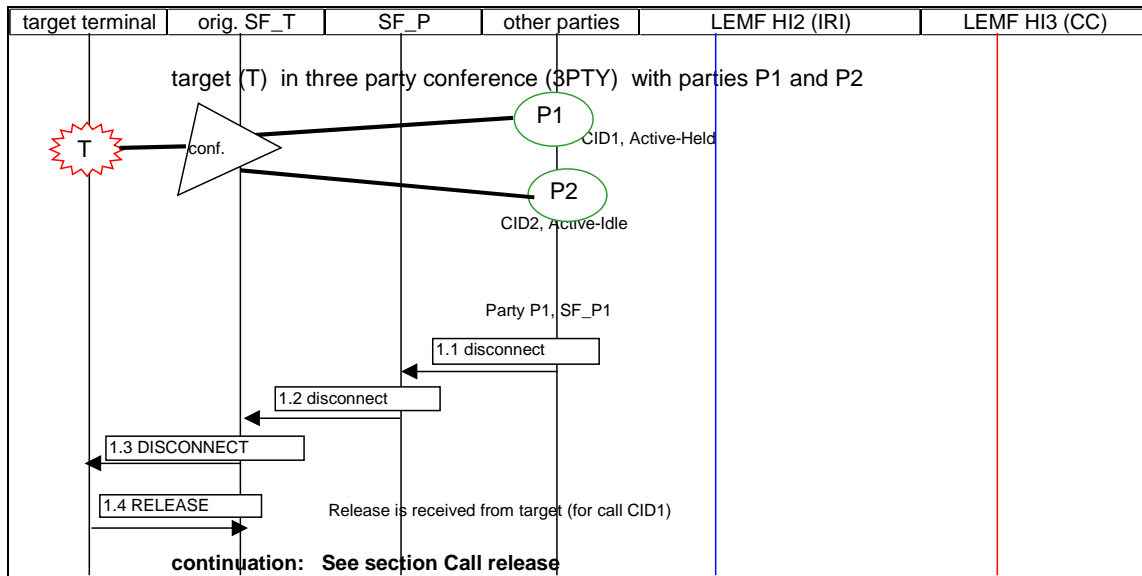 target terminal orig. SF_T SF_P other parties LEMF HI2 (IRI) LEMF HI3 (CC)
target (T) in three party conference (3PTY) with parties P1 and P2
P1
CID1, Active-Held
T
conf.
P2
CID2, Active-Idle
Party P1, SF_P1
1.1 disconnect
1.2 disconnect
1.3 DISCONNECT
1.4 RELEASE
Release is received from target (for call CID1)
continuation: See section Call release